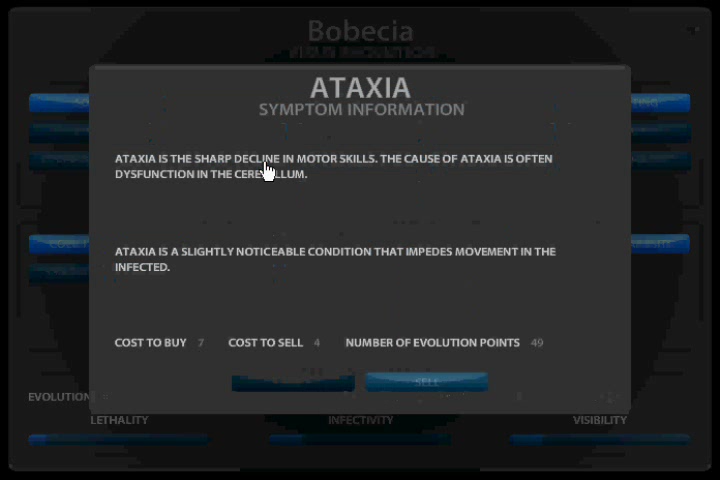 Bobecia
ATAXIA
SYMPTOM INFORMATION
ATAXIA IS THE SHARP DECLINE IN MOTOR SKILLS. THE CAUSE OF ATAXIA IS OFTEN
DYSFUNCTION IN THE CEREBELLUM.
ATAXIA IS A SLIGHTLY NOTICEABLE CONDITION THAT IMPEDES MOVEMENT IN THE
INFECTED.
COST TO BUY 7 COST TO SELL 4 NUMBER OF EVOLUTION POINTS 49
SELL
EVOLUTION
LETHALITY INFECTIVITY VISIBILITY